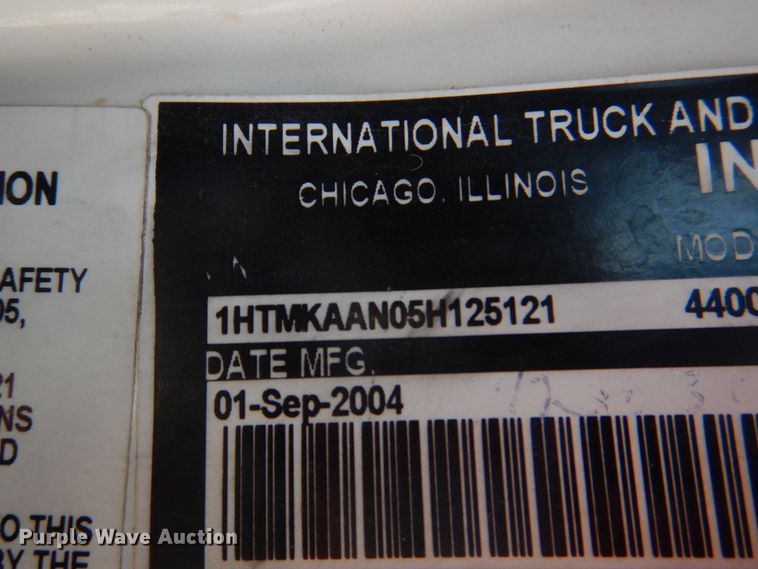 INTERNATIONAL TRUCK AND
IN
CHICAGO, ILLINOIS
MOD
1HTMKAAN05H125121 4400
DATE MFG.
01-Sep-2004
ION
AFETY
05,
21
NS
D
O THIS
BY THE
Purple Wave Auction